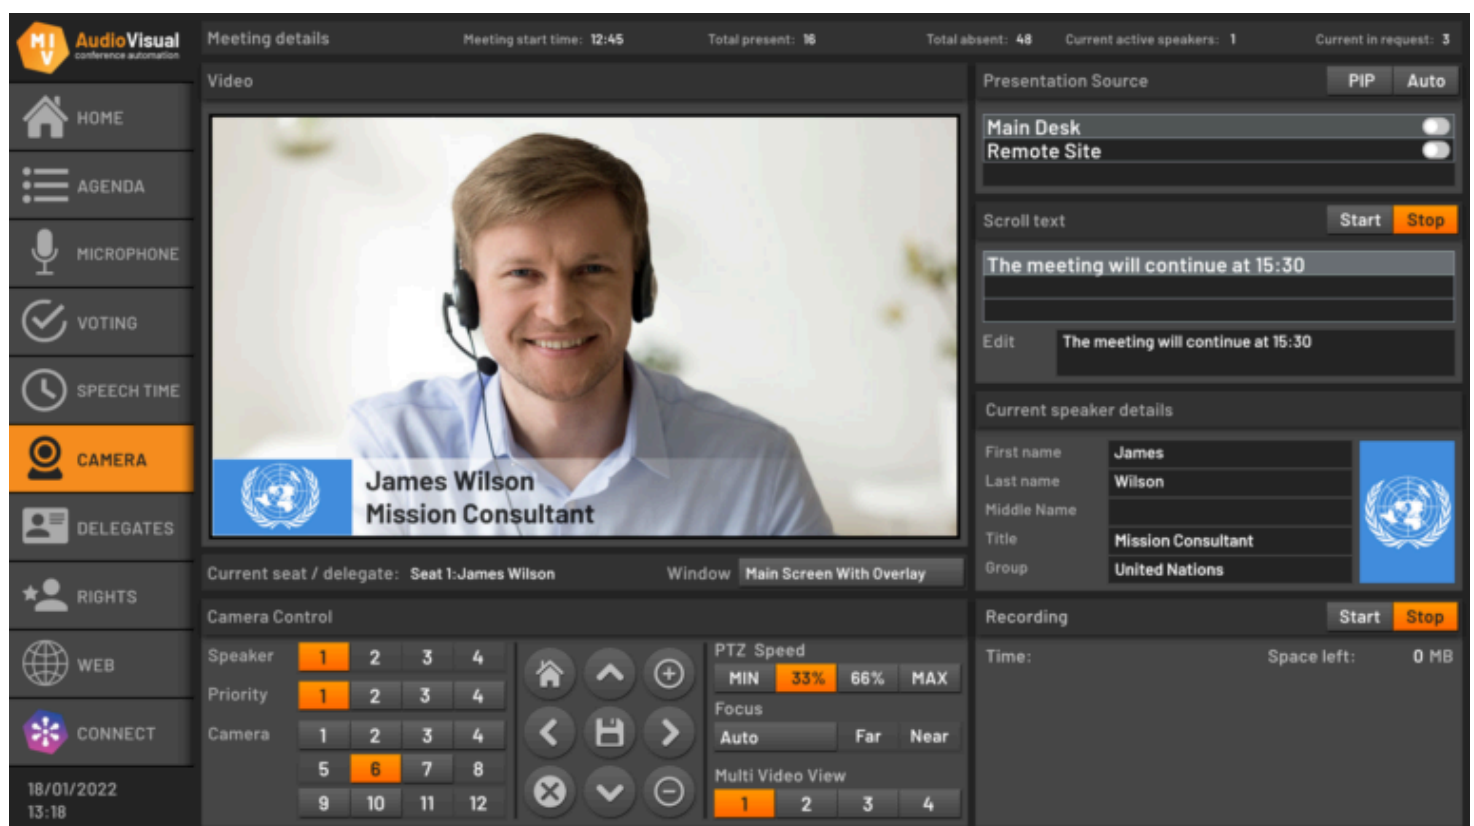 MIV
AudioVisual
conference automation
Meeting details
Meeting start time: 12:45
Total present: 16
Total absent: 48
Current active speakers: 1
Current in request: 3
HOME
AGENDA
MICROPHONE
VOTING
SPEECH TIME
CAMERA
DELEGATES
RIGHTS
WEB
CONNECT
18/01/2022
13:18
Video
James Wilson
Mission Consultant
Current seat / delegate: Seat 1:James Wilson
Window Main Screen With Overlay
Camera Control
Speaker 1 2 3 4
Priority 1 2 3 4
Camera 1 2 3 4
5 6 7 8
9 10 11 12
PTZ Speed
MIN 33% 66% MAX
Focus
Auto Far Near
Multi Video View
1 2 3 4
Presentation Source PIP Auto
Main Desk
Remote Site
Scroll text Start Stop
The meeting will continue at 15:30
Edit The meeting will continue at 15:30
Current speaker details
First name James
Last name Wilson
Middle Name
Title Mission Consultant
Group United Nations
Recording Start Stop
Time: Space left: 0 MB